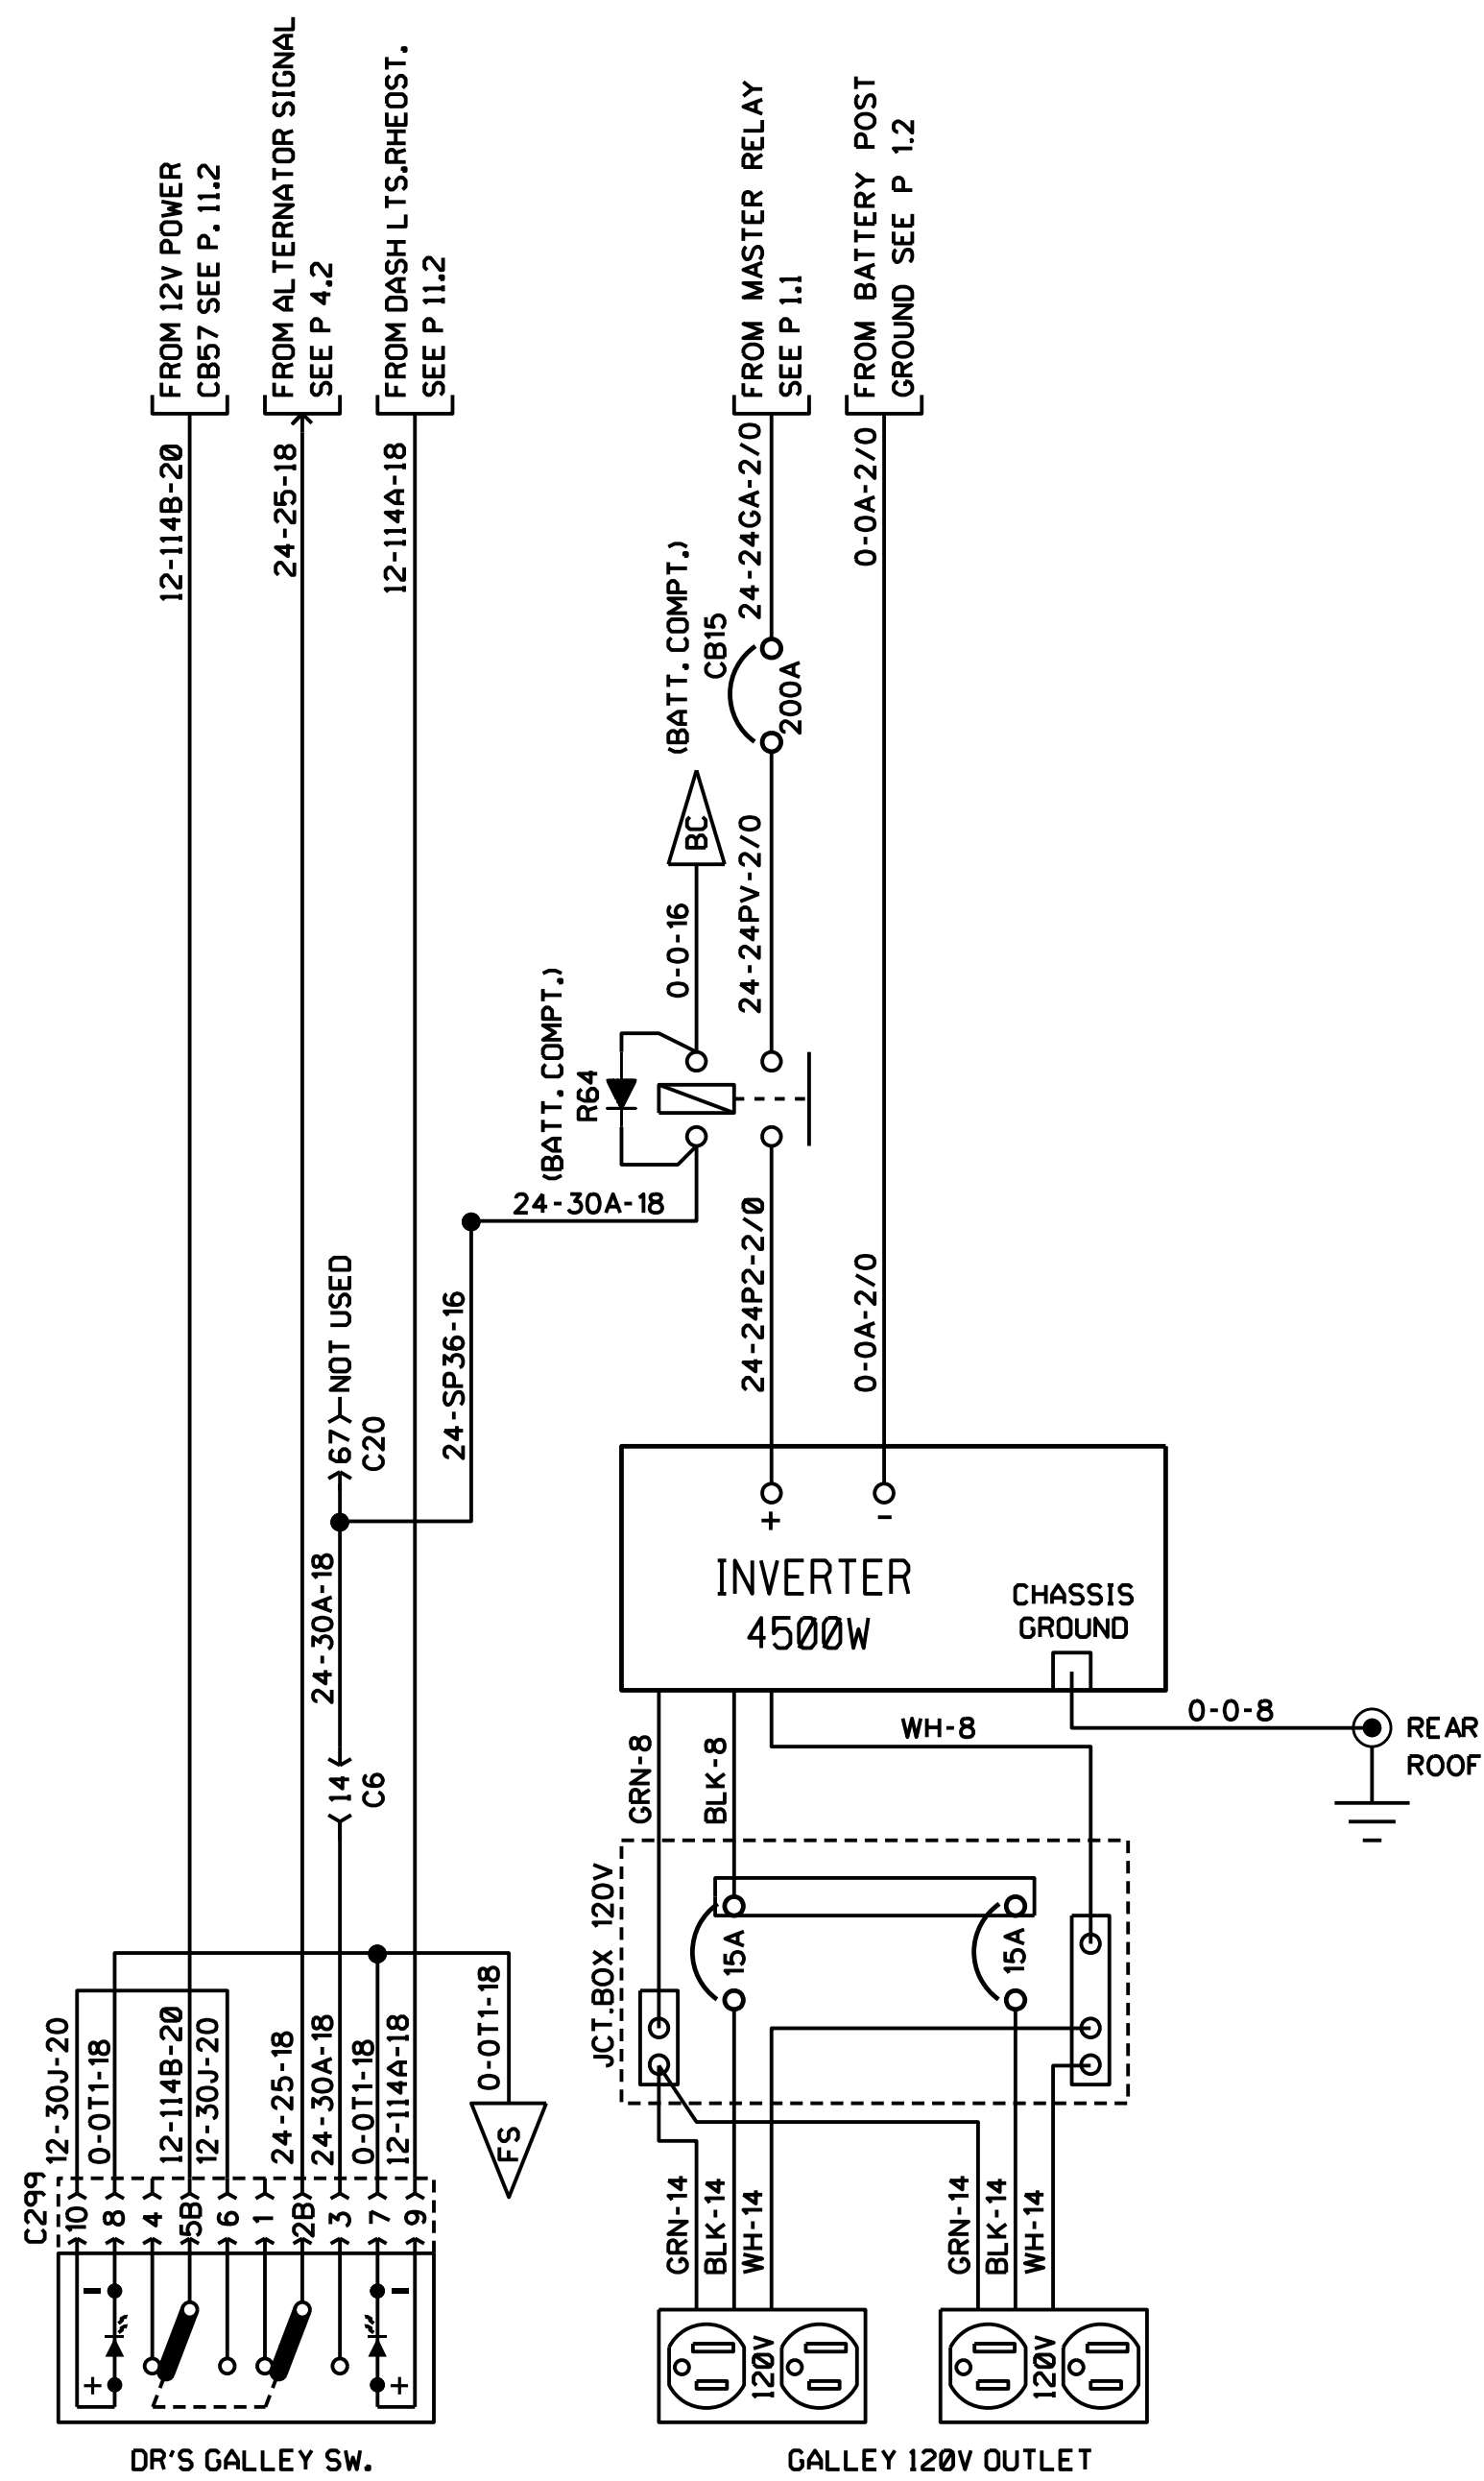 FROM 12V POWER
CB57 SEE P. 11.2
FROM ALTERNATOR SIGNAL
SEE P 4.2
FROM DASH LTS.RHEOST.
SEE P 11.2
FROM MASTER RELAY
SEE P 1.1
FROM BATTERY POST
GROUND SEE P 1.2
12-114B-20
24-25-18
12-114A-18
24-24GA-2/0
0-0A-2/0
(BATT. COMPT.)
CB15
200A
BC
0-0-16
24-24PV-2/0
(BATT. COMPT.)
R64
24-30A-18
24-24P2-2/0
0-0A-2/0
NOT USED
67
C20
24-SP36-16
24-30A-18
+
-
INVERTER
4500W
CHASSIS
GROUND
14
C6
GRN-8
BLK-8
WH-8
0-0-8
REAR
ROOF
JCT.BOX 120V
15A
15A
12-30J-20
0-0T1-18
12-114B-20
12-30J-20
24-25-18
24-30A-18
0-0T1-18
12-114A-18
0-0T1-18
FS
C299
10
8
4
5B
6
1
2B
3
7
9
-
-
+
+
GRN-14
BLK-14
WH-14
GRN-14
BLK-14
WH-14
120V
120V
DR'S GALLEY SW.
GALLEY 120V OUTLET